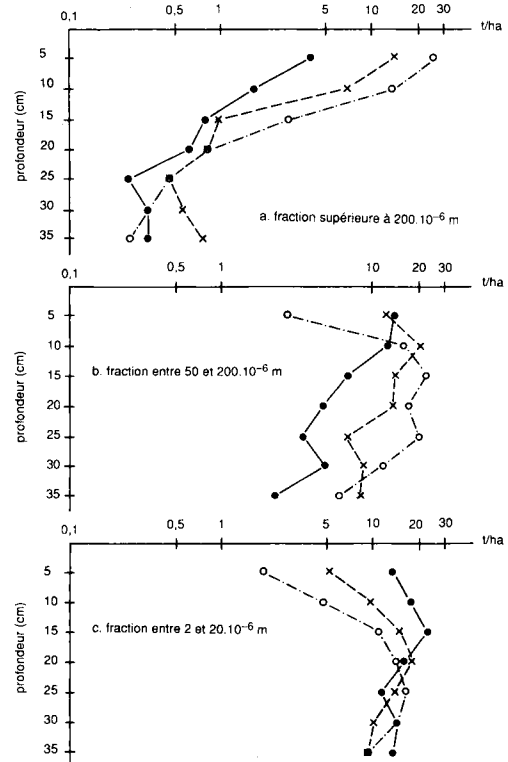 0,1 0,5 1 5 10 20 30 t/ha
profondeur (cm)
5
10
15
20
25
30
35
a. fraction supérieure à 200.10⁻⁶ m
0,1 0,5 1 10 20 30 t/ha
profondeur (cm)
5
10
15
20
25
30
35
b. fraction entre 50 et 200.10⁻⁶ m
0,1 0,5 1 5 10 20 30 t/ha
profondeur (cm)
5
10
15
20
25
30
35
c. fraction entre 2 et 20.10⁻⁶ m